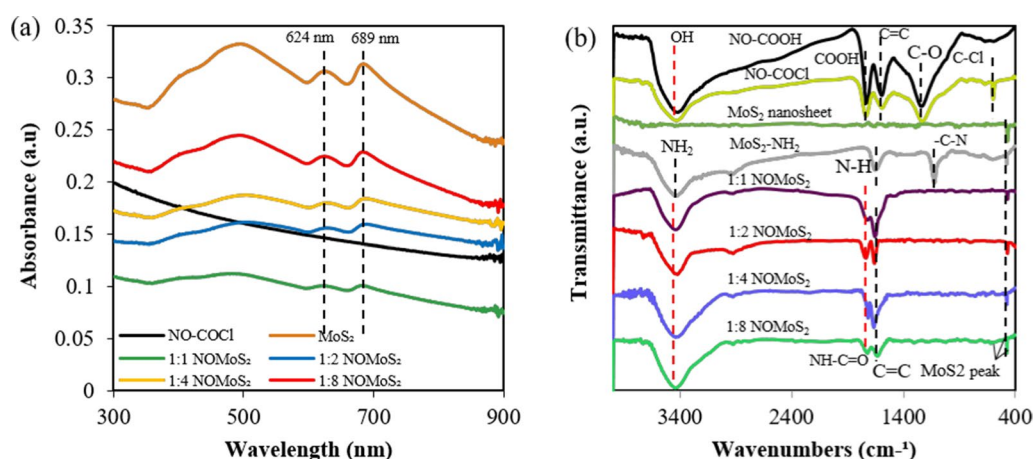 (a)
0.35
0.3
0.25
0.2
0.15
0.1
0.05
0
Absorbance (a.u)
624 nm 689 nm
NO-COCl MoS₂
1:1 NOMoS₂ 1:2 NOMoS₂
1:4 NOMoS₂ 1:8 NOMoS₂
300 500 700 900
Wavelength (nm)
(b)
Transmittance (a.u.)
OH NO-COOH C=C
COOH C-O
NO-COCl C-Cl
MoS₂ nanosheet
NH₂ MoS₂-NH₂ N-H -C-N
1:1 NOMoS₂
1:2 NOMoS₂
1:4 NOMoS₂
1:8 NOMoS₂
NH-C=O C=C MoS2 peak
3400 2400 1400 400
Wavenumbers (cm-¹)